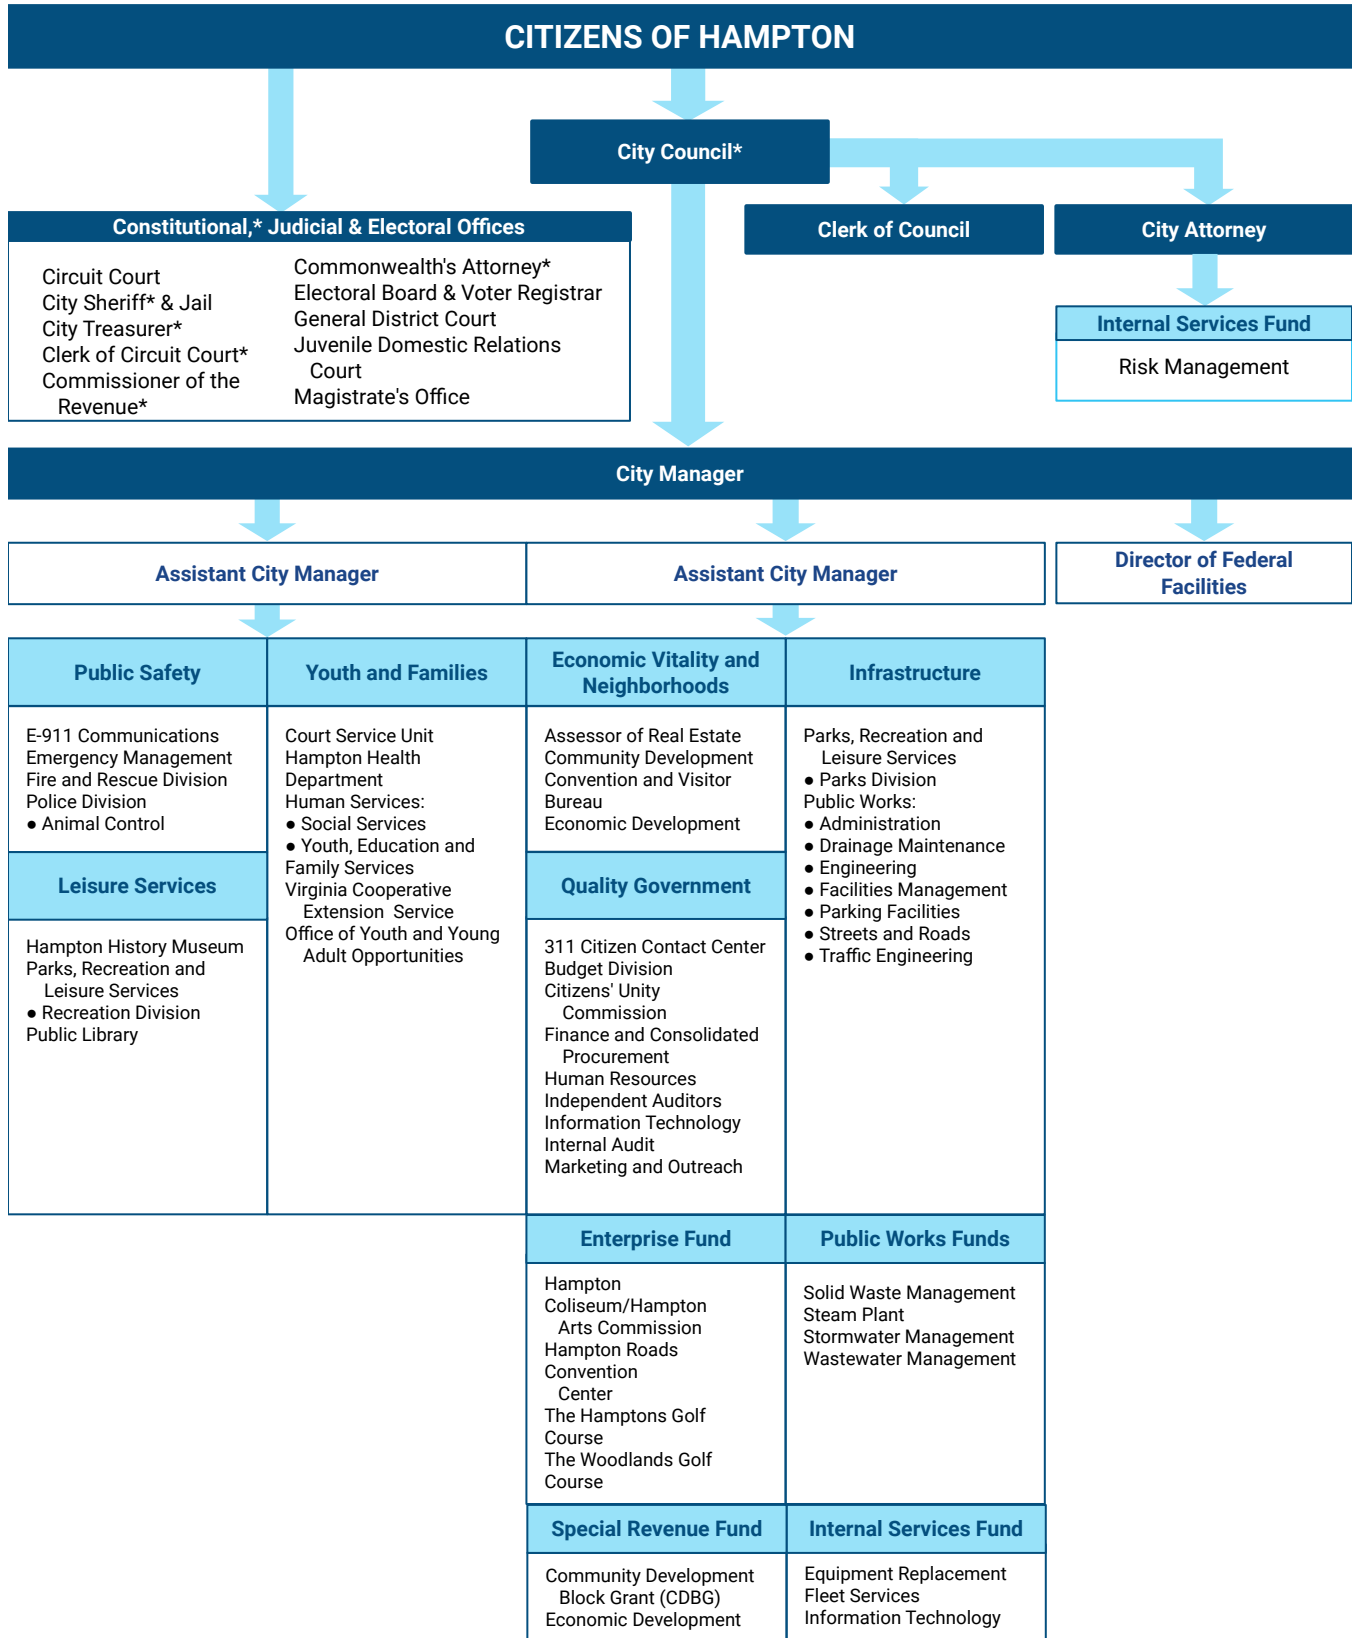 CITIZENS OF HAMPTON
City Council*
Constitutional,* Judicial & Electoral Offices
Circuit Court
City Sheriff* & Jail
City Treasurer*
Clerk of Circuit Court*
Commissioner of the
Revenue*
Commonwealth's Attorney*
Electoral Board & Voter Registrar
General District Court
Juvenile Domestic Relations
Court
Magistrate's Office
Clerk of Council
City Attorney
Internal Services Fund
Risk Management
City Manager
Assistant City Manager
Assistant City Manager
Director of Federal
Facilities
Public Safety
E-911 Communications
Emergency Management
Fire and Rescue Division
Police Division
● Animal Control
Leisure Services
Hampton History Museum
Parks, Recreation and
Leisure Services
● Recreation Division
Public Library
Youth and Families
Court Service Unit
Hampton Health
Department
Human Services:
● Social Services
● Youth, Education and
Family Services
Virginia Cooperative
Extension Service
Office of Youth and Young
Adult Opportunities
Economic Vitality and
Neighborhoods
Assessor of Real Estate
Community Development
Convention and Visitor
Bureau
Economic Development
Quality Government
311 Citizen Contact Center
Budget Division
Citizens' Unity
Commission
Finance and Consolidated
Procurement
Human Resources
Independent Auditors
Information Technology
Internal Audit
Marketing and Outreach
Infrastructure
Parks, Recreation and
Leisure Services
● Parks Division
Public Works:
● Administration
● Drainage Maintenance
● Engineering
● Facilities Management
● Parking Facilities
● Streets and Roads
● Traffic Engineering
Enterprise Fund
Hampton
Coliseum/Hampton
Arts Commission
Hampton Roads
Convention
Center
The Hamptons Golf
Course
The Woodlands Golf
Course
Public Works Funds
Solid Waste Management
Steam Plant
Stormwater Management
Wastewater Management
Special Revenue Fund
Community Development
Block Grant (CDBG)
Economic Development
Internal Services Fund
Equipment Replacement
Fleet Services
Information Technology